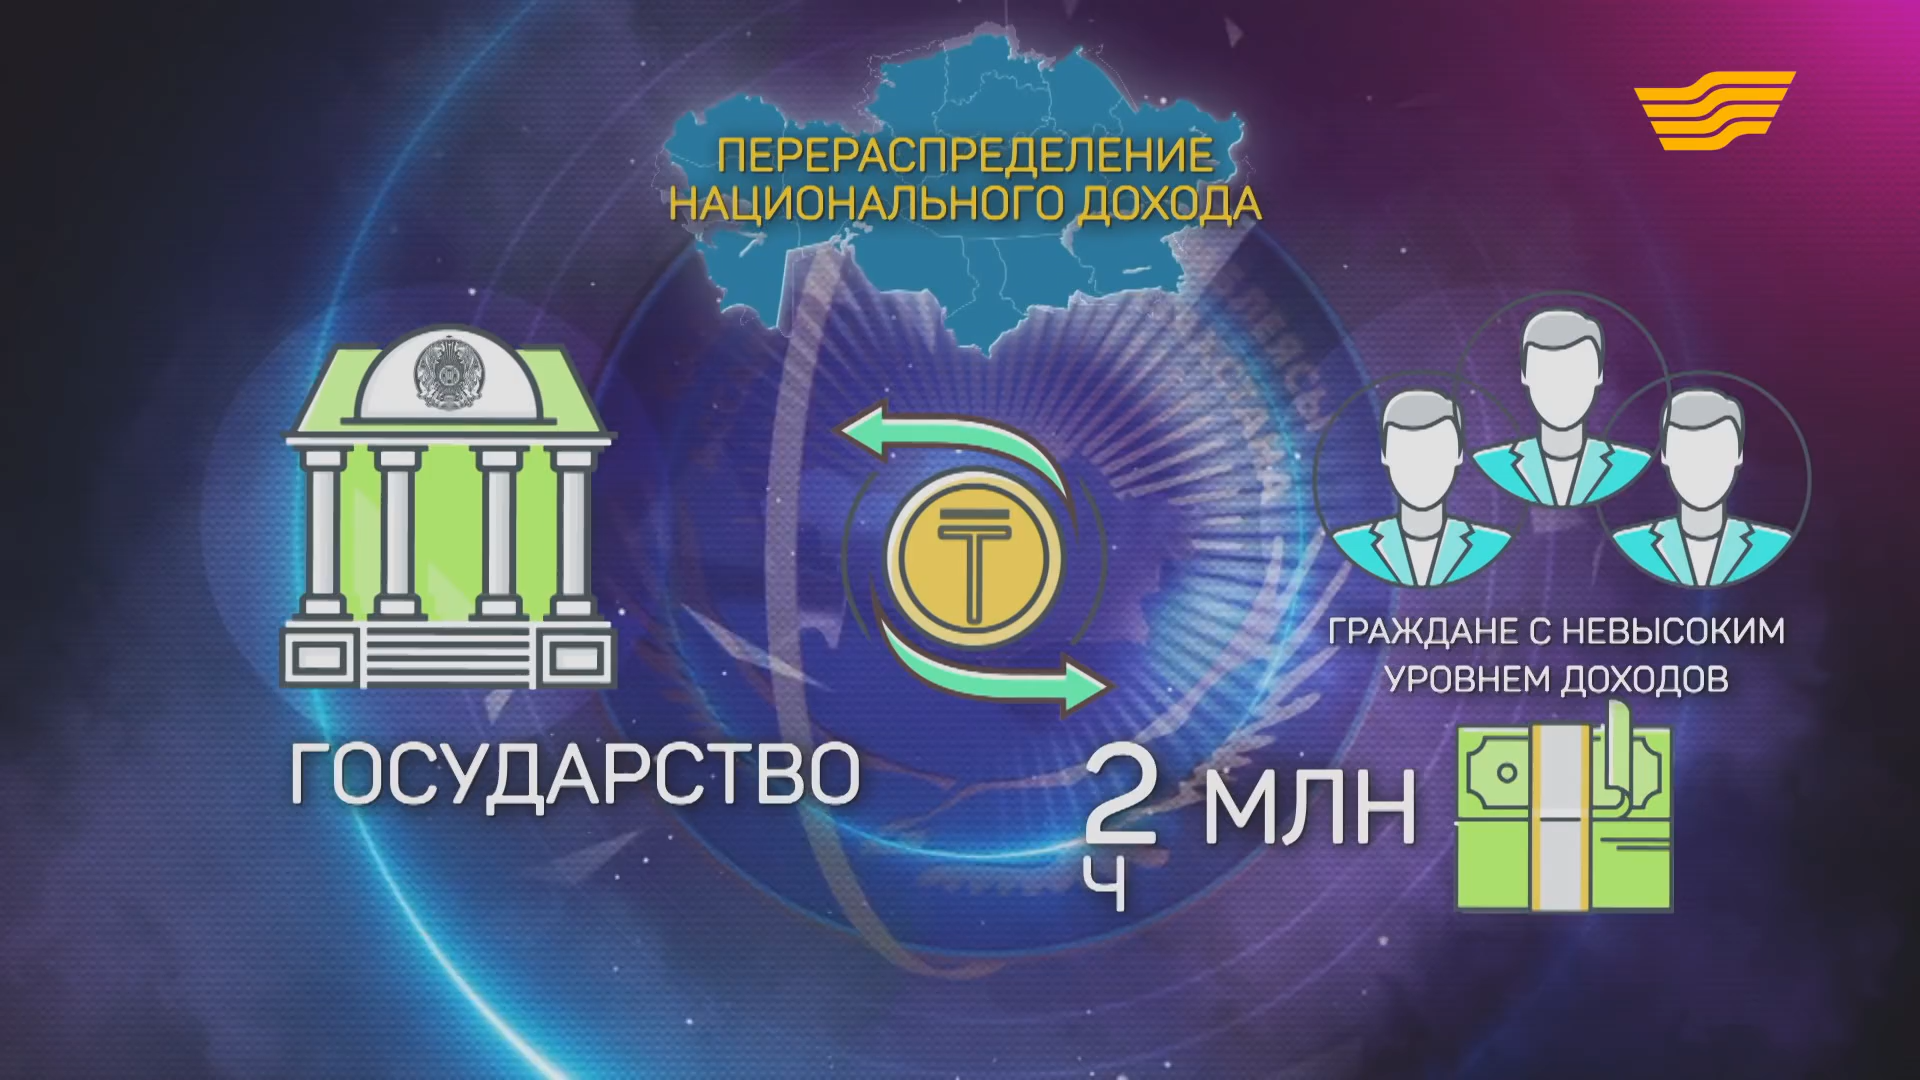 ПЕРЕРАСПРЕДЕЛЕНИЕ
НАЦИОНАЛЬНОГО ДОХОДА
ГРАЖДАНЕ С НЕВЫСОКИМ
УРОВНЕМ ДОХОДОВ
ГОСУДАРСТВО
2 МЛН
Ч